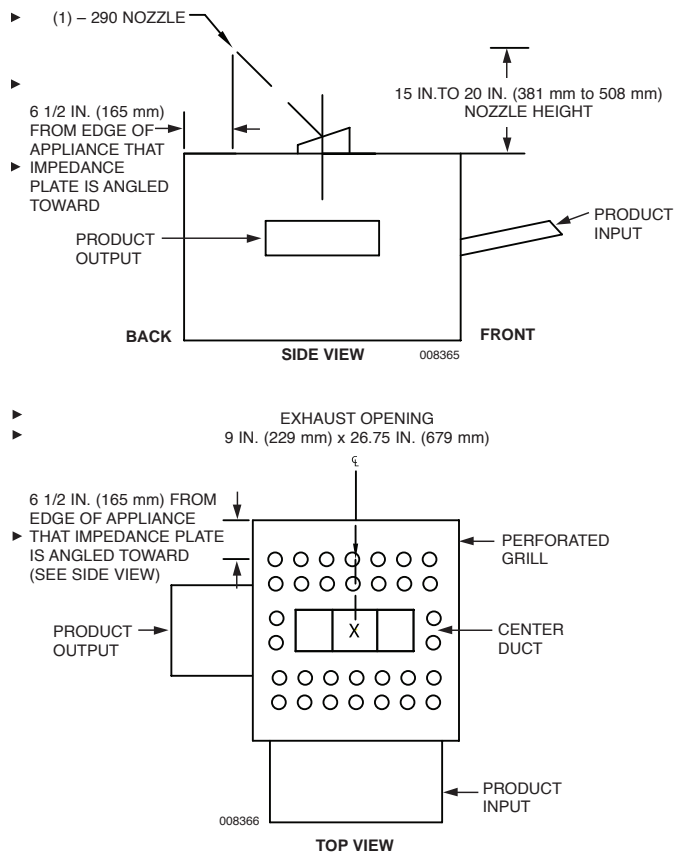 (1) – 290 NOZZLE
15 IN.TO 20 IN. (381 mm to 508 mm)
NOZZLE HEIGHT
6 1/2 IN. (165 mm)
FROM EDGE OF
APPLIANCE THAT
IMPEDANCE
PLATE IS ANGLED
TOWARD
PRODUCT
OUTPUT
PRODUCT
INPUT
BACK
SIDE VIEW
008365
FRONT
EXHAUST OPENING
9 IN. (229 mm) x 26.75 IN. (679 mm)
℄
6 1/2 IN. (165 mm) FROM
EDGE OF APPLIANCE
THAT IMPEDANCE PLATE
IS ANGLED TOWARD
(SEE SIDE VIEW)
PERFORATED
GRILL
PRODUCT
OUTPUT
X
CENTER
DUCT
PRODUCT
INPUT
008366
TOP VIEW